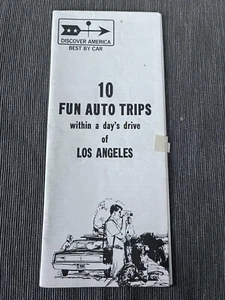 DISCOVER AMERICA
BEST BY CAR
10
FUN AUTO TRIPS
within a day's drive
of
LOS ANGELES